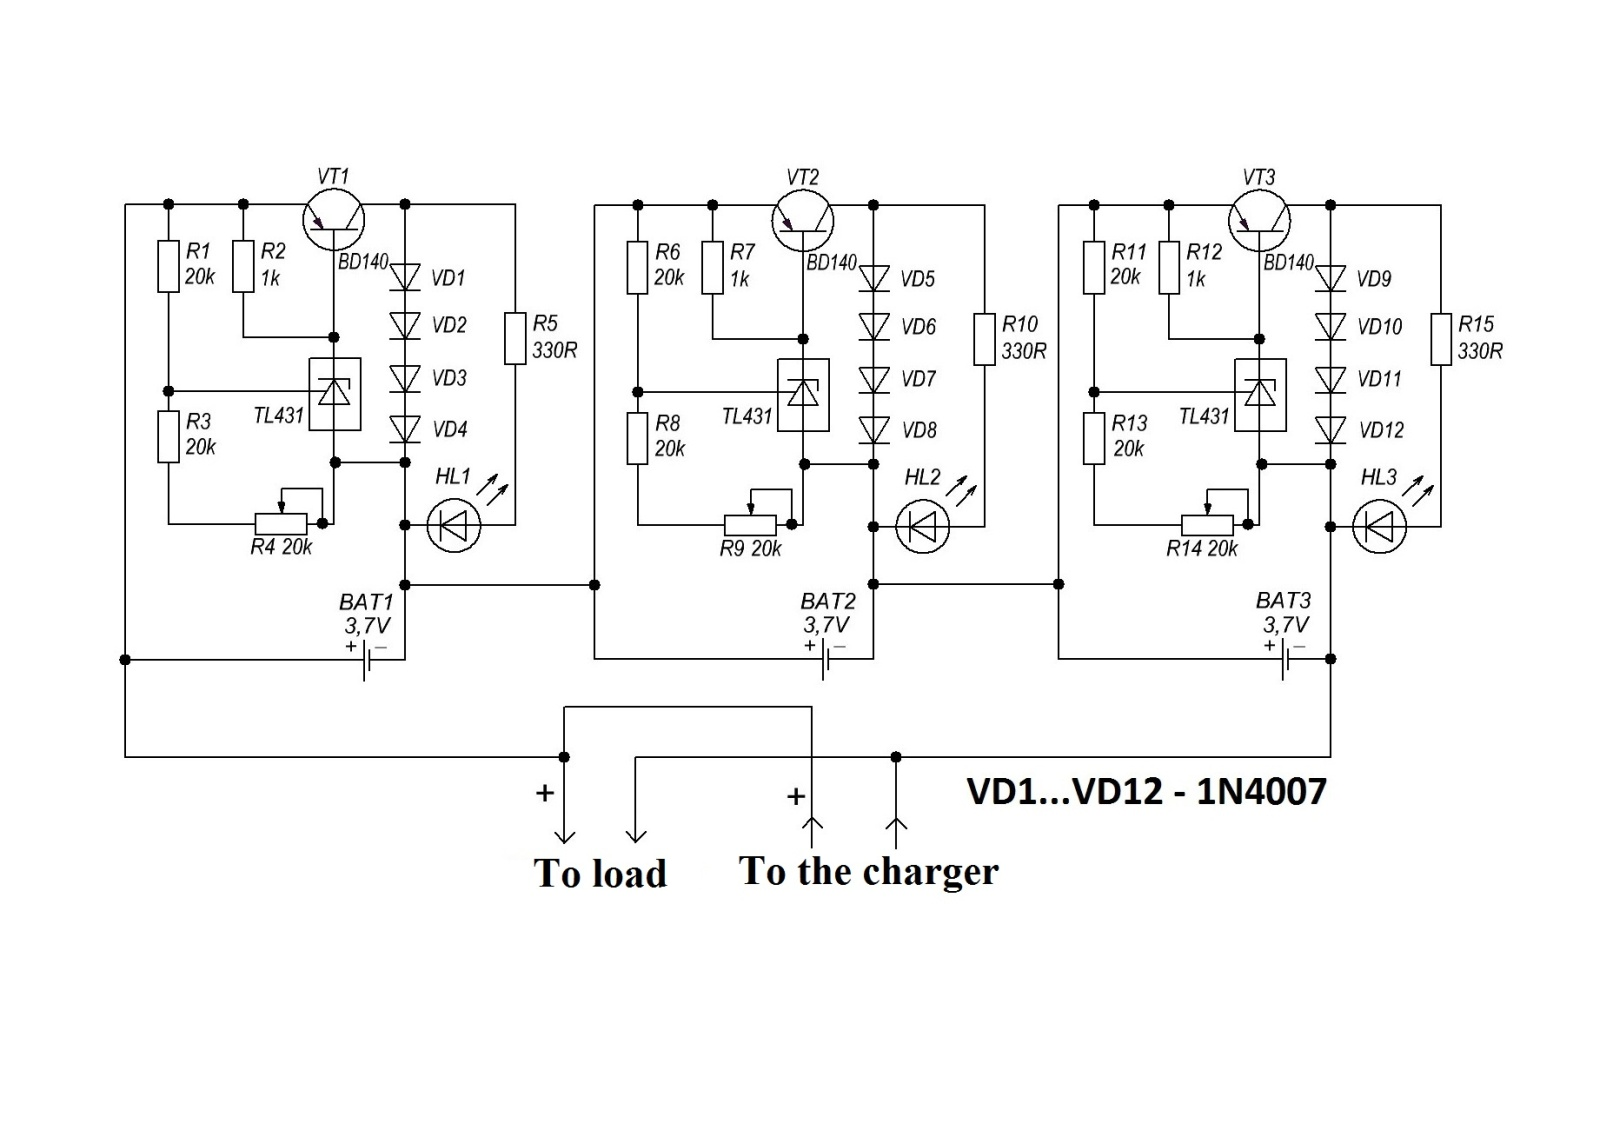 VT1
R1
20k
R2
1k
BD140
VD1
VD2
VD3
VD4
R5
330R
R3
20k
TL431
HL1
R4 20k
BAT1
3,7V
+ –
VT2
R6
20k
R7
1k
BD140
VD5
VD6
VD7
VD8
R10
330R
R8
20k
TL431
HL2
R9 20k
BAT2
3,7V
+ –
VT3
R11
20k
R12
1k
BD140
VD9
VD10
VD11
VD12
R15
330R
R13
20k
TL431
HL3
R14 20k
BAT3
3,7V
+ –
+
+
VD1...VD12 - 1N4007
To load
To the charger